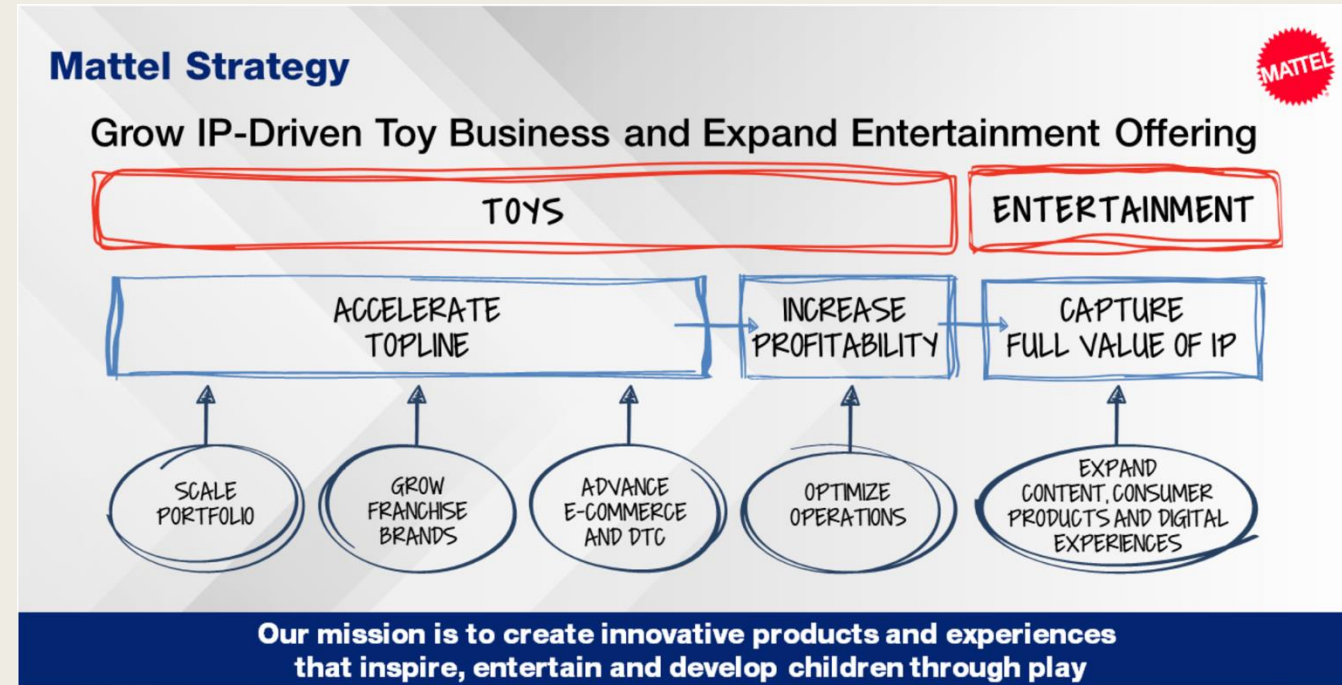 Mattel Strategy
MATTEL
Grow IP-Driven Toy Business and Expand Entertainment Offering
TOYS
ENTERTAINMENT
ACCELERATE
TOPLINE
INCREASE
PROFITABILITY
CAPTURE
FULL VALUE OF IP
SCALE
PORTFOLIO
GROW
FRANCHISE
BRANDS
ADVANCE
E-COMMERCE
AND DTC
OPTIMIZE
OPERATIONS
EXPAND
CONTENT, CONSUMER
PRODUCTS AND DIGITAL
EXPERIENCES
Our mission is to create innovative products and experiences
that inspire, entertain and develop children through play